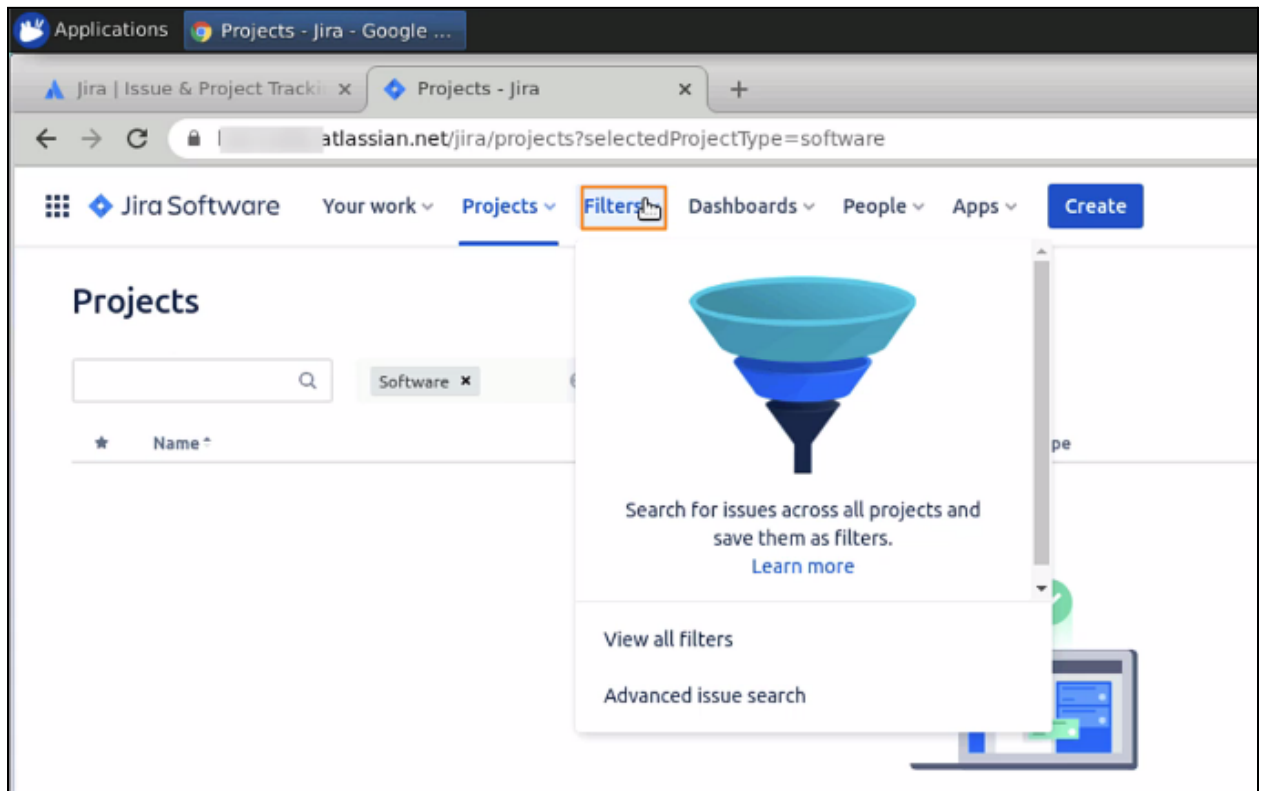 Applications Projects - Jira - Google ...
Jira | Issue & Project Tracki Projects - Jira
atlassian.net/jira/projects?selectedProjectType=software
Jira Software Your work Projects Filters Dashboards People Apps Create
Projects
Software
Name pe
Search for issues across all projects and
save them as filters.
Learn more
View all filters
Advanced issue search